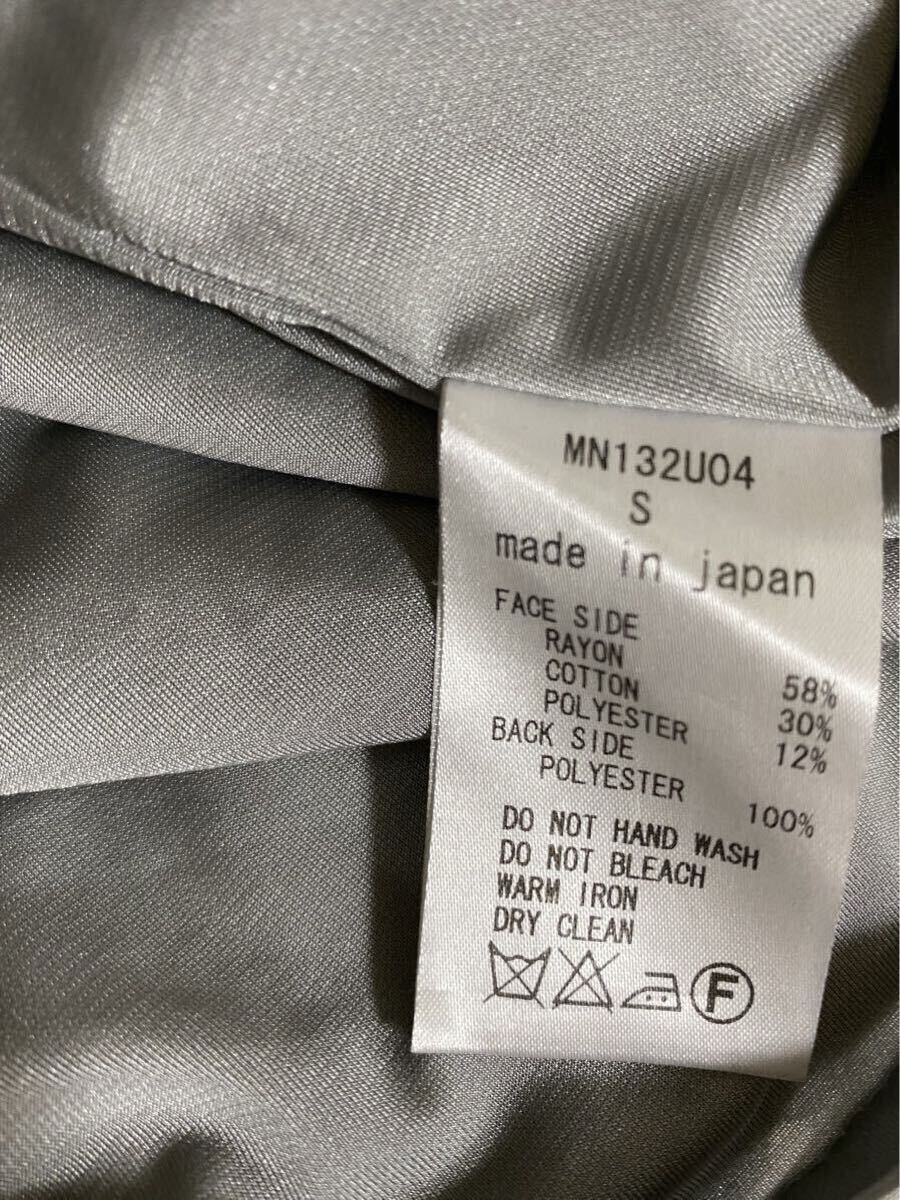 MN132U04
S
made in japan
FACE SIDE
RAYON 58%
COTTON 30%
POLYESTER 12%
BACK SIDE
POLYESTER 100%
DO NOT HAND WASH
DO NOT BLEACH
WARM IRON
DRY CLEAN
F